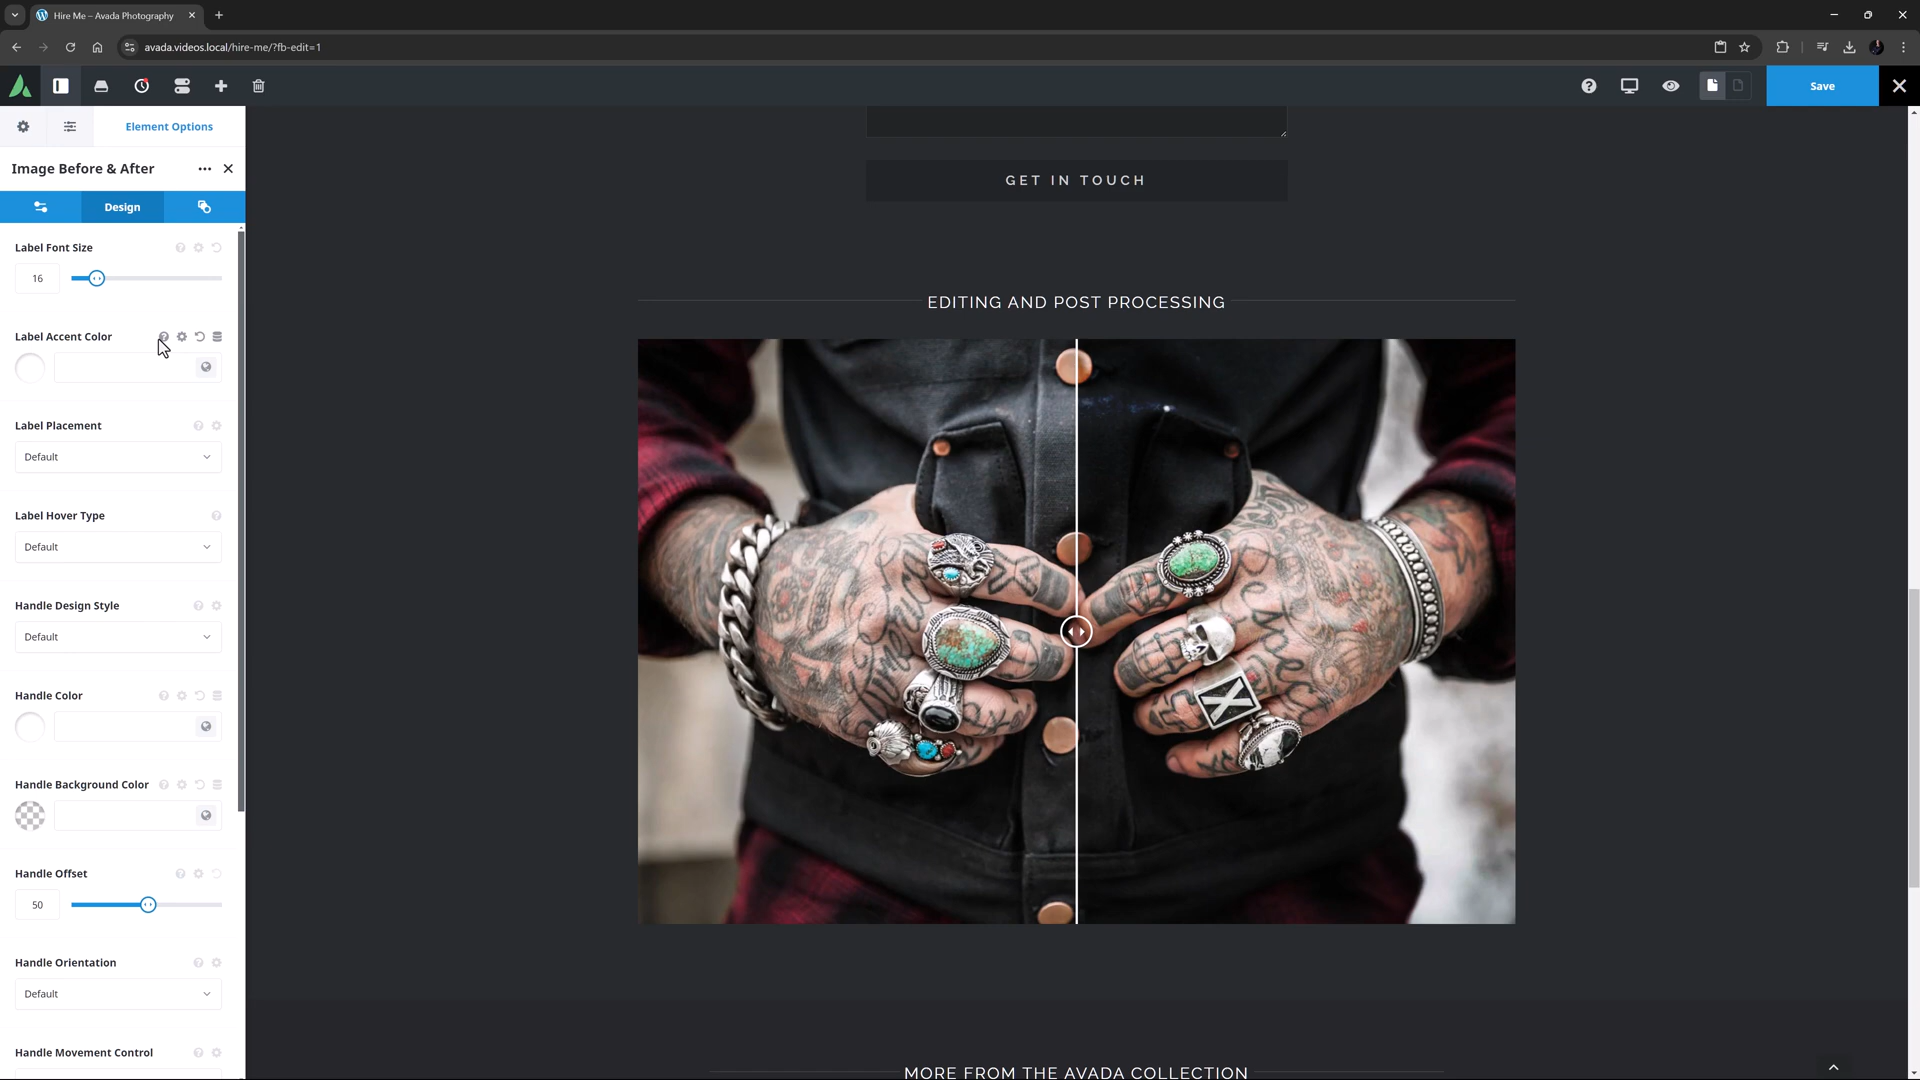 Hire Me – Avada Photography
avada.videos.local/hire-me/?fb-edit=1
Save
Element Options
Image Before & After
Design
Label Font Size
16
Label Accent Color
Label Placement
Default
Label Hover Type
Default
Handle Design Style
Default
Handle Color
Handle Background Color
Handle Offset
50
Handle Orientation
Default
Handle Movement Control
GET IN TOUCH
EDITING AND POST PROCESSING
X
MORE FROM THE AVADA COLLECTION